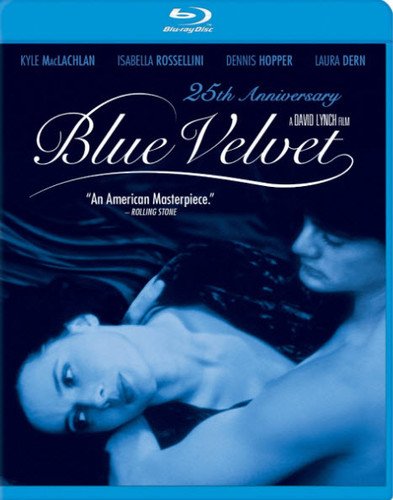 Blu-ray Disc
KYLE MacLACHLAN ISABELLA ROSSELLINI DENNIS HOPPER LAURA DERN
25th Anniversary
A DAVID LYNCH FILM
Blue Velvet
"An American Masterpiece."
– ROLLING STONE